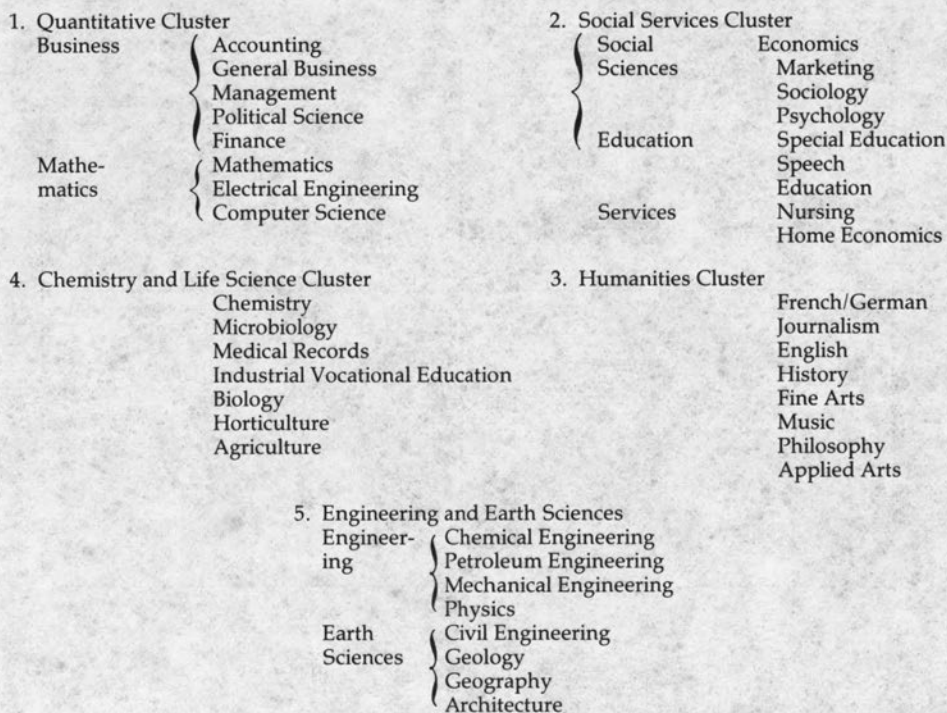 1. Quantitative Cluster
Business
Accounting
General Business
Management
Political Science
Finance
Mathe-
matics
Mathematics
Electrical Engineering
Computer Science
2. Social Services Cluster
Social
Sciences
Economics
Marketing
Sociology
Psychology
Education
Special Education
Speech
Education
Services
Nursing
Home Economics
4. Chemistry and Life Science Cluster
Chemistry
Microbiology
Medical Records
Industrial Vocational Education
Biology
Horticulture
Agriculture
3. Humanities Cluster
French/German
Journalism
English
History
Fine Arts
Music
Philosophy
Applied Arts
5. Engineering and Earth Sciences
Engineer-
ing
Chemical Engineering
Petroleum Engineering
Mechanical Engineering
Physics
Earth
Sciences
Civil Engineering
Geology
Geography
Architecture